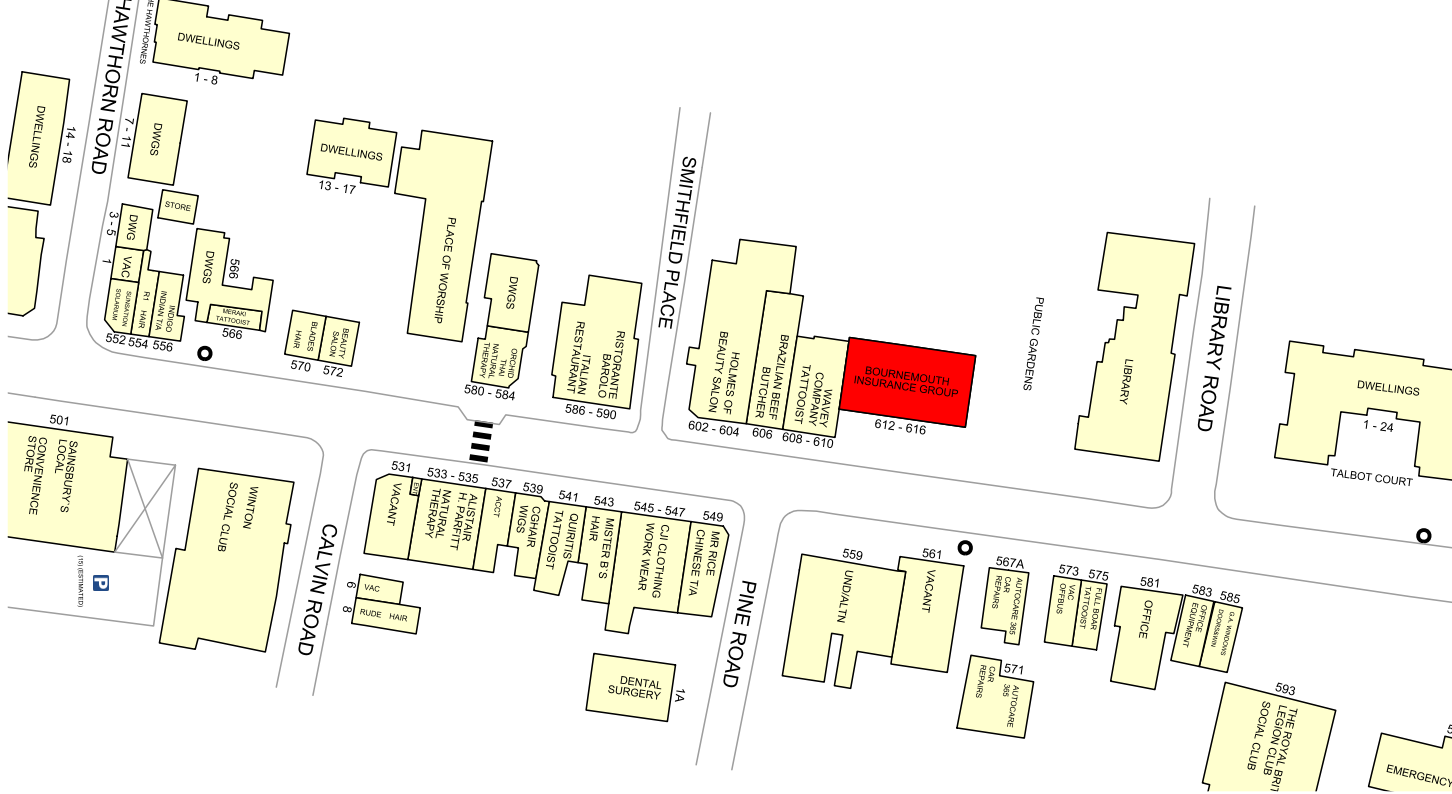 HAWTHORN ROAD
HE HAWTHORNES
DWELLINGS
1 - 8
DWELLINGS
14 - 18
7 - 11
DWGS
STORE
3 - 5
DWG
1
VAC
SUNSATION
SOLARIUM
R1 HAIR
INDIGO
INDIAN T/A
552
554
556
DWGS
566
MERAKI
TATTOOIST
566
BLADES
HAIR
BEAUTY
SALON
570
572
DWELLINGS
13 - 17
PLACE OF WORSHIP
DWGS
ORCHID
THAI
NATURAL
THERAPY
580 - 584
RISTORANTE
BAROLO
ITALIAN
RESTAURANT
586 - 590
SMITHFIELD PLACE
HOLMES OF
BEAUTY SALON
602 - 604
BRAZILIAN BEEF
BUTCHER
606
WAVEY
COMPANY
TATTOOIST
608 - 610
BOURNEMOUTH
INSURANCE GROUP
612 - 616
PUBLIC GARDENS
LIBRARY
LIBRARY ROAD
DWELLINGS
1 - 24
TALBOT COURT
501
SAINSBURY'S
LOCAL
CONVENIENCE
STORE
WINTON
SOCIAL CLUB
P
(15) (ESTIMATED)
CALVIN ROAD
531
VACANT
ENT
533 - 535
ALISTAIR
H. PARFITT
NATURAL
THERAPY
537
ACCT
539
CGHAIR
WIGS
541
QUIRITIS
TATTOOIST
543
MISTER B'S
HAIR
545 - 547
CJI CLOTHING
WORK WEAR
549
MR RICE
CHINESE T/A
6
VAC
8
RUDE HAIR
DENTAL
SURGERY
1A
PINE ROAD
559
UND/ALTN
561
VACANT
567A
AUTOCARE 365
CAR
REPAIRS
571
AUTOCARE
365
CAR
REPAIRS
573
VAC
OFFBUS
575
FULL BOAR
TATTOOIST
581
OFFICE
583
OFFICE
EQUIPMENT
585
G.A. WINDOWS
DOORS&WIN
593
THE ROYAL BRIT
LEGION CLUB
SOCIAL CLUB
EMERGENCY
5